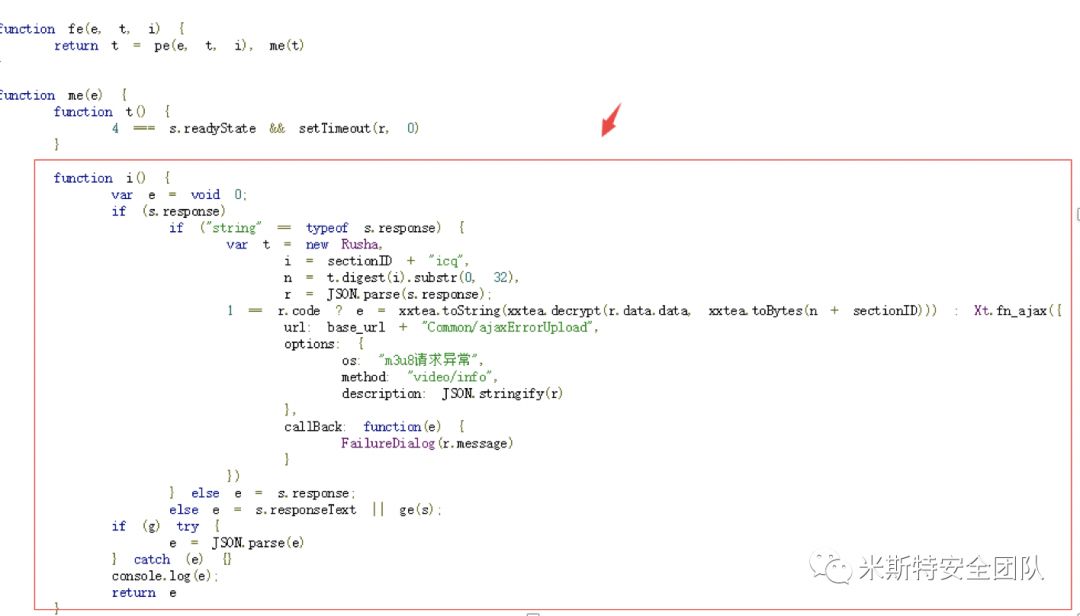 function fe(e, t, i) {
return t = pe(e, t, i), me(t)
function me(e) {
function t() {
4 === s.readyState && setTimeout(r, 0)
}
function i() {
var e = void 0;
if (s.response)
if ("string" == typeof s.response) {
var t = new Rusha,
i = sectionID + "icq",
n = t.digest(i).substr(0, 32),
r = JSON.parse(s.response);
1 == r.code ? e = xxtea.toString(xxtea.decrypt(r.data.data, xxtea.toBytes(n + sectionID))) : Xt.fn_ajax({
url: base_url + "Common/ajaxErrorUpload",
options: {
os: "m3u8请求异常",
method: "video/info",
description: JSON.stringify(r)
},
callBack: function(e) {
FailureDialog(r.message)
}
})
} else e = s.response;
else e = s.responseText || ge(s);
if (g) try {
e = JSON.parse(e)
} catch (e) {}
console.log(e);
return e
}
米斯特安全团队